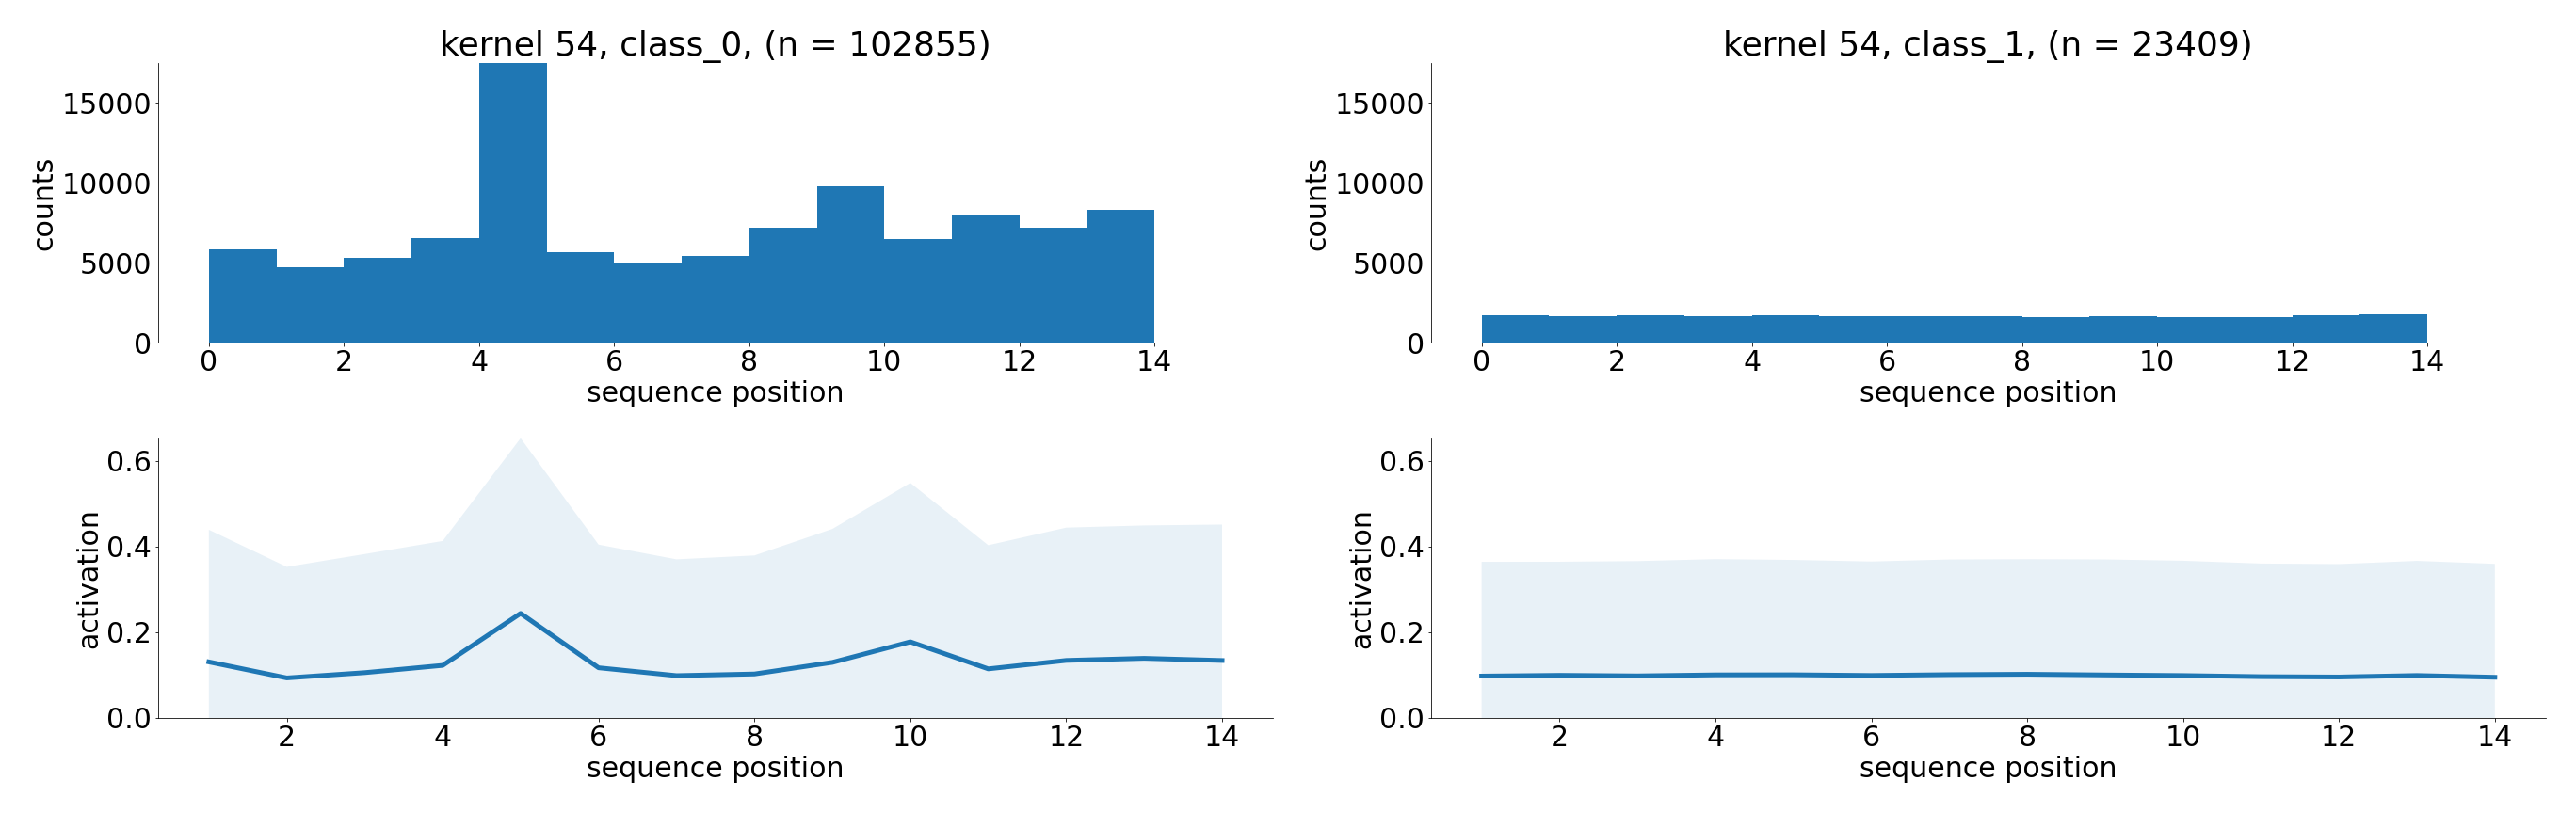 kernel 54, class_0, (n = 102855)
counts
15000
10000
5000
0
0 2 4 6 8 10 12 14
sequence position
activation
0.6
0.4
0.2
0.0
2 4 6 8 10 12 14
sequence position
kernel 54, class_1, (n = 23409)
counts
15000
10000
5000
0
0 2 4 6 8 10 12 14
sequence position
activation
0.6
0.4
0.2
0.0
2 4 6 8 10 12 14
sequence position